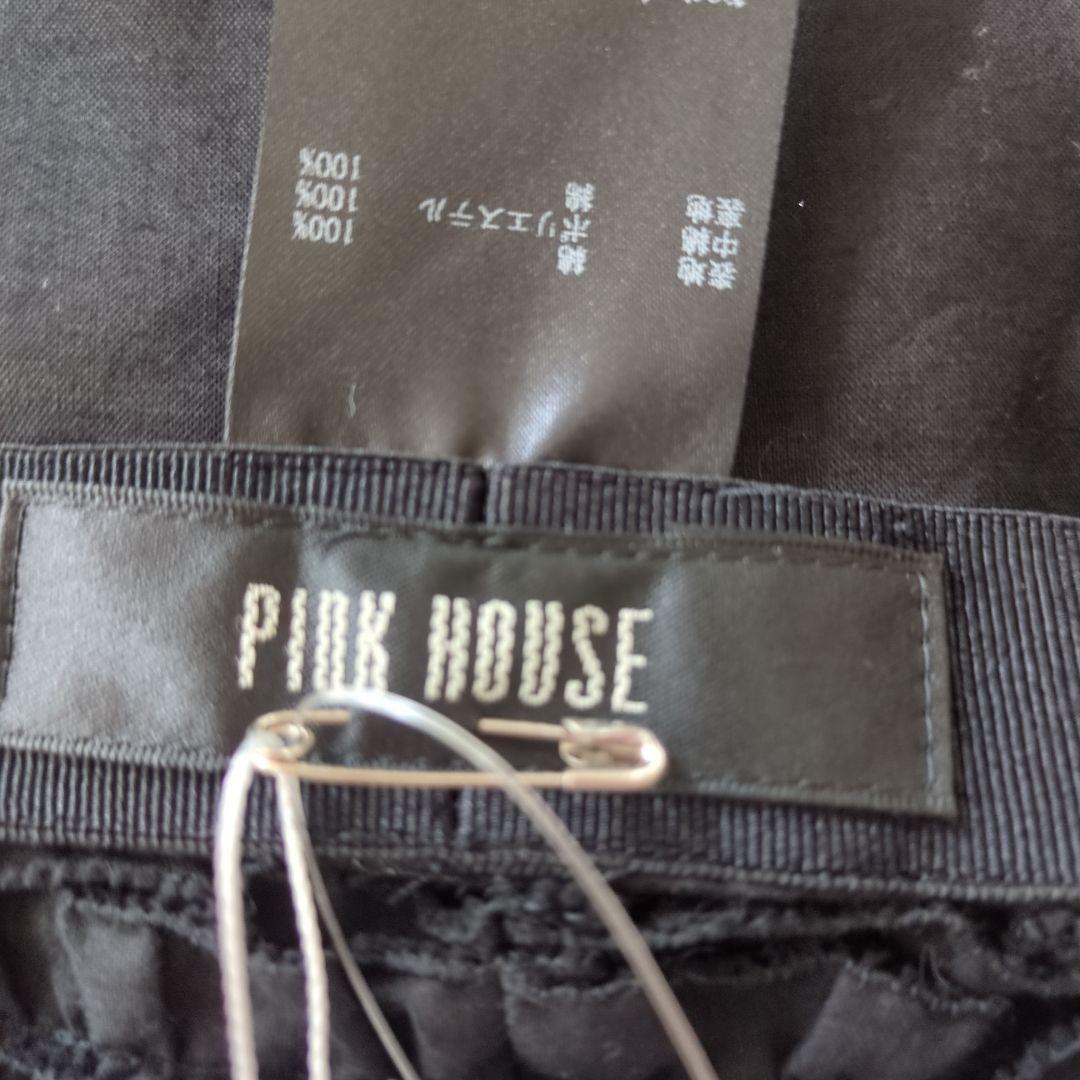 表地 綿 100%
中綿 ポリエステル 100%
裏地 綿 100%
PINK HOUSE